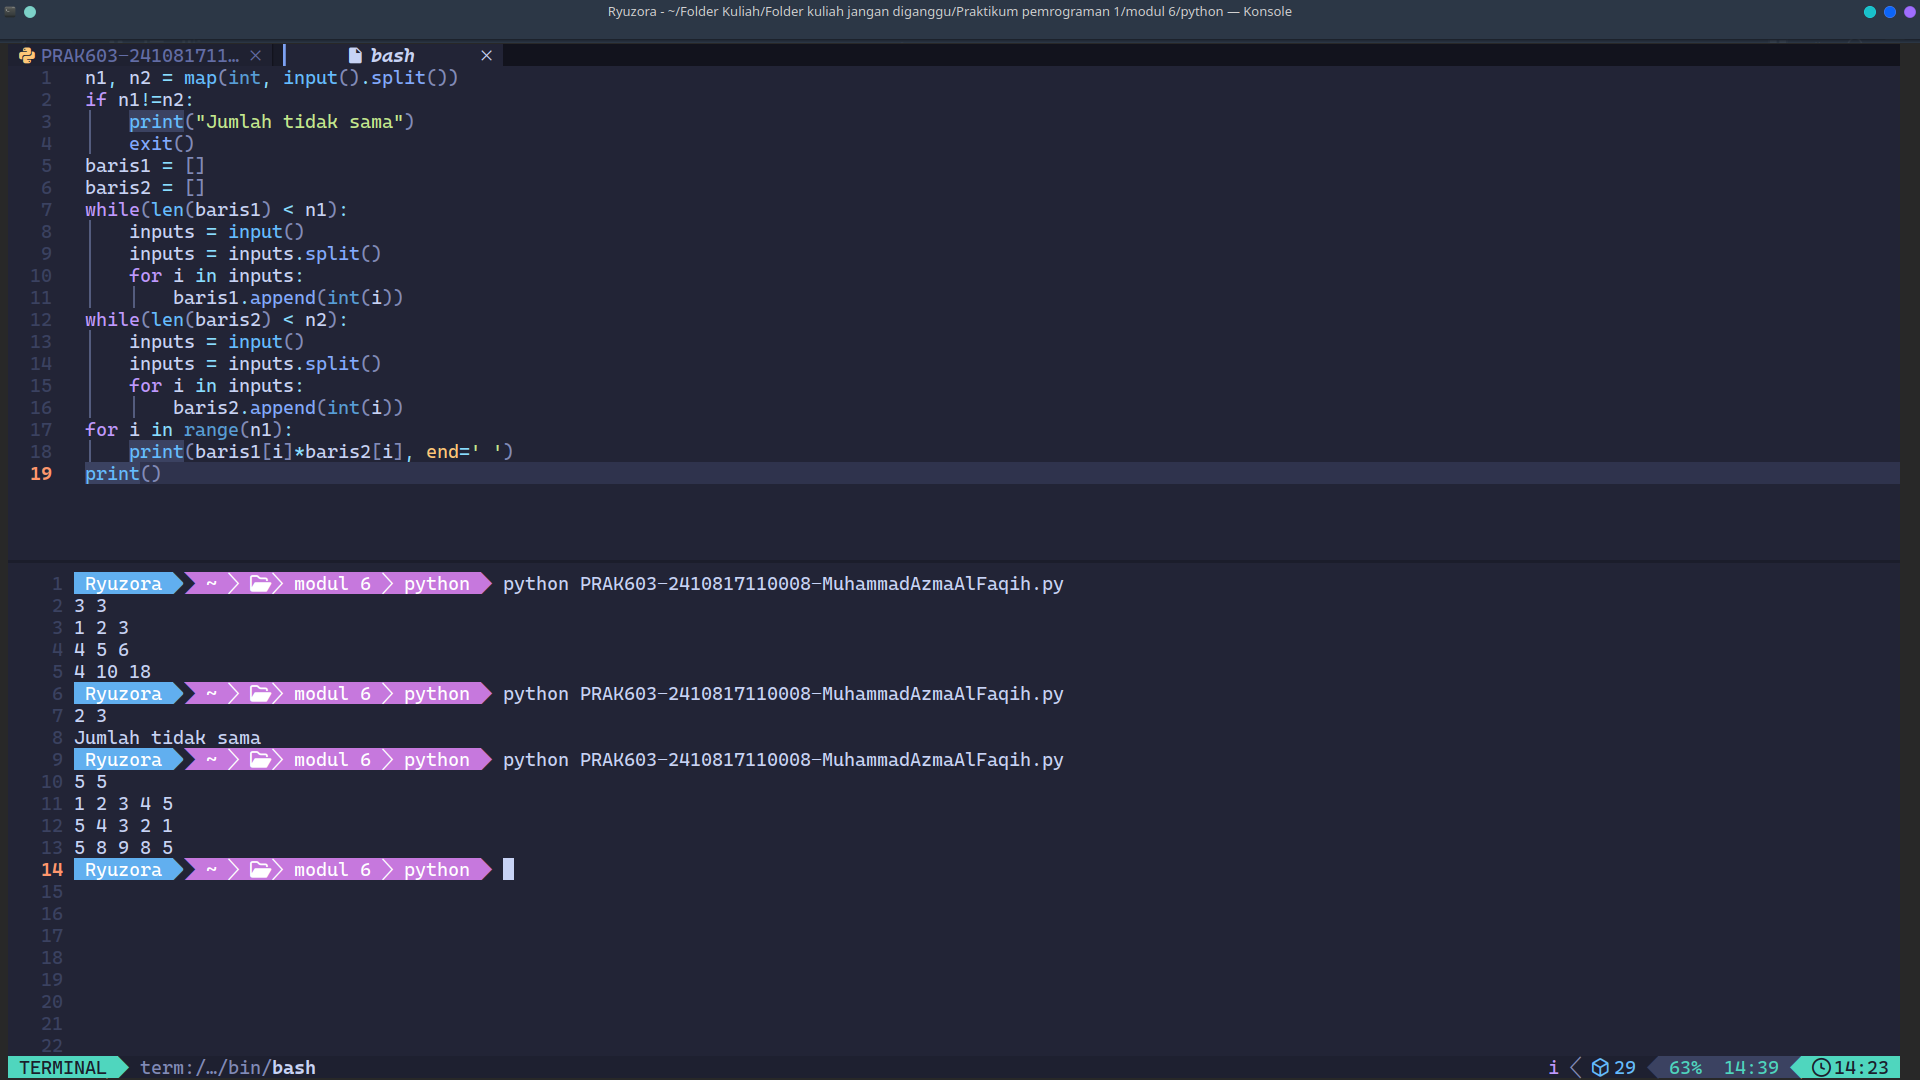 Ryuzora - ~/Folder Kuliah/Folder kuliah jangan diganggu/Praktikum pemrograman 1/modul 6/python — Konsole
PRAK603-241081711... × bash ×
1 n1, n2 = map(int, input().split())
2 if n1!=n2:
3 print("Jumlah tidak sama")
4 exit()
5 baris1 = []
6 baris2 = []
7 while(len(baris1) < n1):
8 inputs = input()
9 inputs = inputs.split()
10 for i in inputs:
11 baris1.append(int(i))
12 while(len(baris2) < n2):
13 inputs = input()
14 inputs = inputs.split()
15 for i in inputs:
16 baris2.append(int(i))
17 for i in range(n1):
18 print(baris1[i]*baris2[i], end=' ')
19 print()
1 Ryuzora ~ modul 6 python python PRAK603-2410817110008-MuhammadAzmaAlFaqih.py
2 3 3
3 1 2 3
4 4 5 6
5 4 10 18
6 Ryuzora ~ modul 6 python python PRAK603-2410817110008-MuhammadAzmaAlFaqih.py
7 2 3
8 Jumlah tidak sama
9 Ryuzora ~ modul 6 python python PRAK603-2410817110008-MuhammadAzmaAlFaqih.py
10 5 5
11 1 2 3 4 5
12 5 4 3 2 1
13 5 8 9 8 5
14 Ryuzora ~ modul 6 python
15
16
17
18
19
20
21
22
TERMINAL term:/…/bin/bash i 29 63% 14:39 14:23